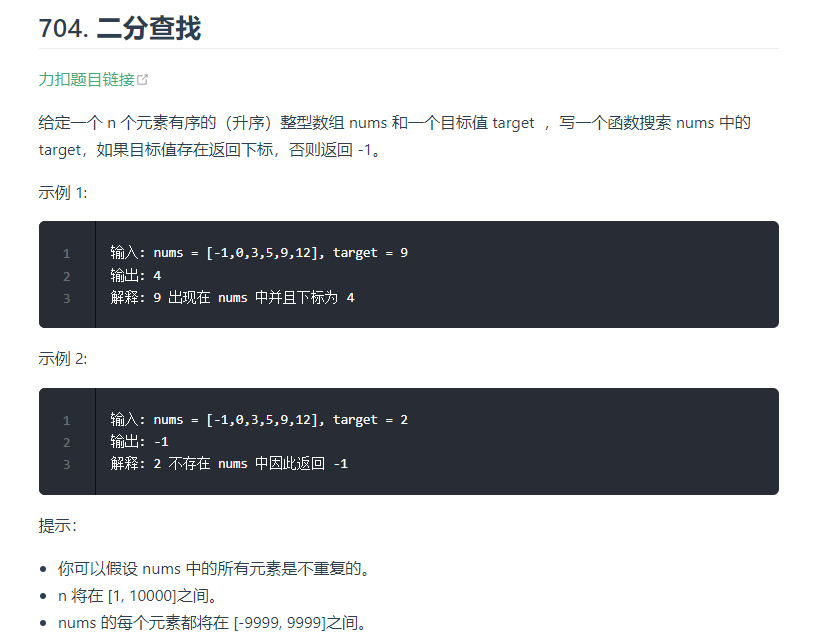 704. 二分查找
力扣题目链接
给定一个 n 个元素有序的（升序）整型数组 nums 和一个目标值 target ，写一个函数搜索 nums 中的
target，如果目标值存在返回下标，否则返回 -1。
示例 1:
1 输入: nums = [-1,0,3,5,9,12], target = 9
2 输出: 4
3 解释: 9 出现在 nums 中并且下标为 4
示例 2:
1 输入: nums = [-1,0,3,5,9,12], target = 2
2 输出: -1
3 解释: 2 不存在 nums 中因此返回 -1
提示：
• 你可以假设 nums 中的所有元素是不重复的。
• n 将在 [1, 10000]之间。
• nums 的每个元素都将在 [-9999, 9999]之间。